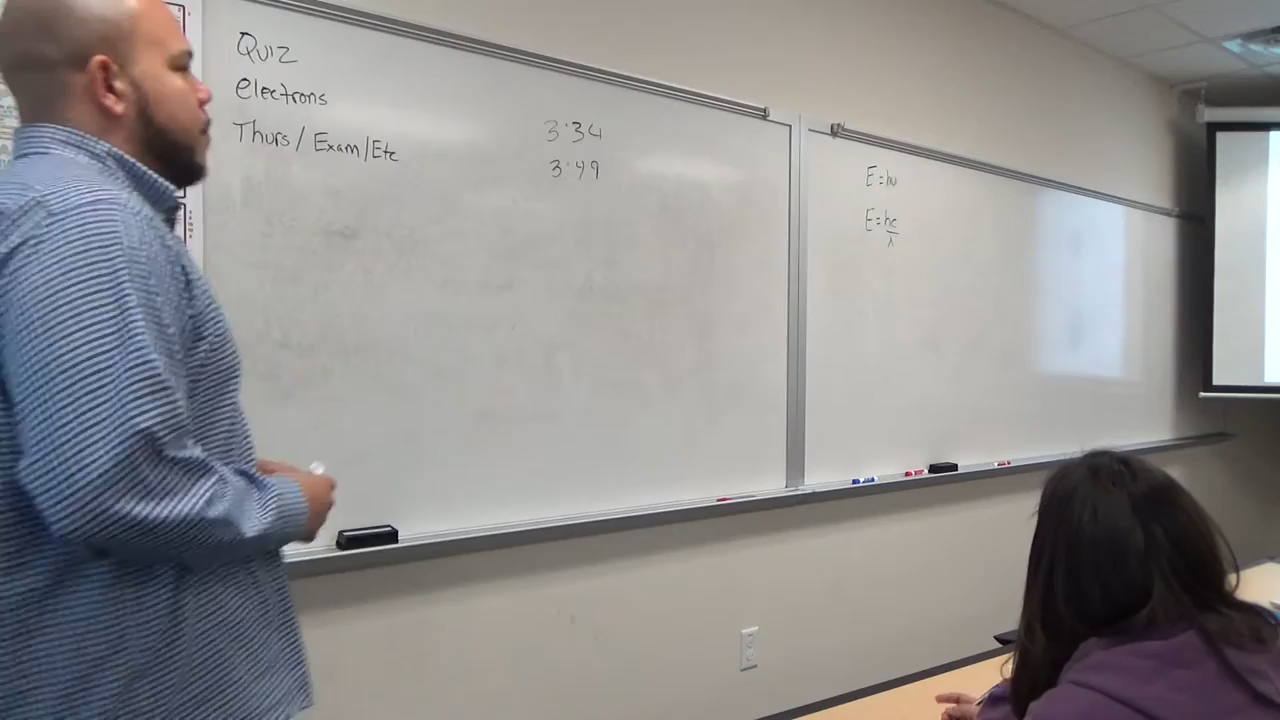 Quiz
electrons
Thurs / Exam / Etc
3:34
3:49
E = hν
E = hc
λ